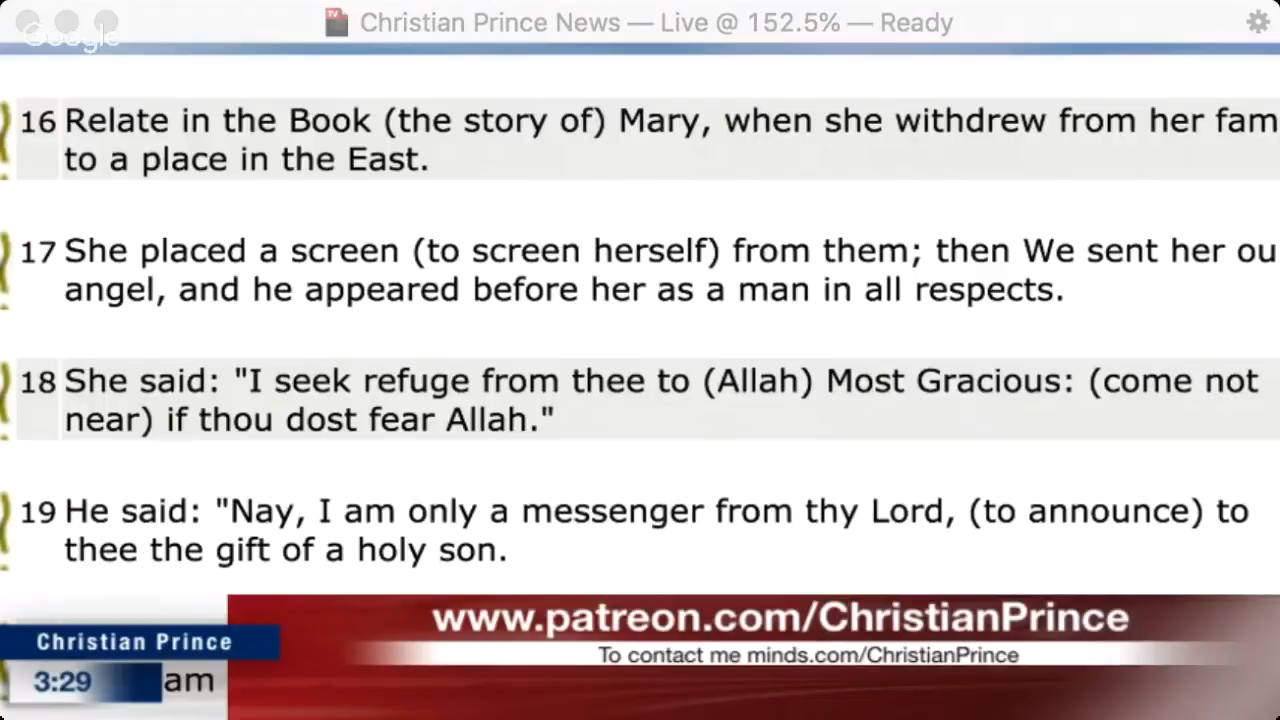 Christian Prince News — Live @ 152.5% — Ready
Google
16 Relate in the Book (the story of) Mary, when she withdrew from her fam
to a place in the East.
17 She placed a screen (to screen herself) from them; then We sent her ou
angel, and he appeared before her as a man in all respects.
18 She said: "I seek refuge from thee to (Allah) Most Gracious: (come not
near) if thou dost fear Allah."
19 He said: "Nay, I am only a messenger from thy Lord, (to announce) to
thee the gift of a holy son.
www.patreon.com/ChristianPrince
Christian Prince
To contact me minds.com/ChristianPrince
3:29 am